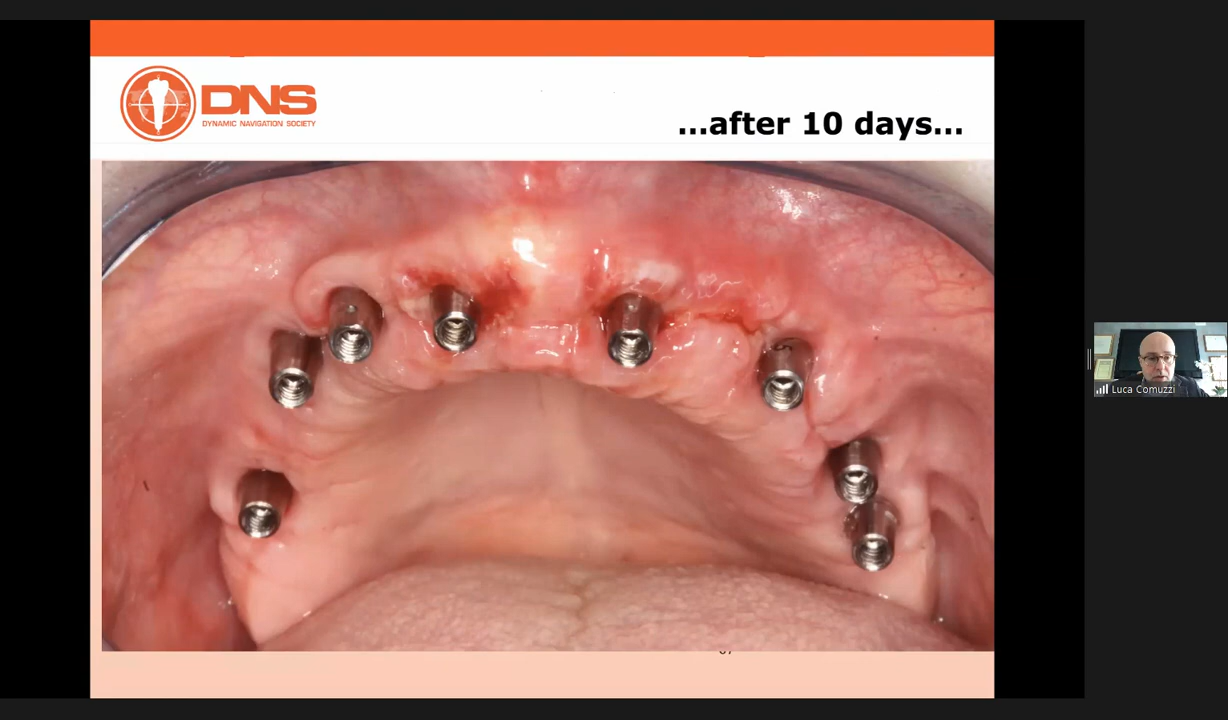 DNS
DYNAMIC NAVIGATION SOCIETY
...after 10 days...
Luca Comuzzi